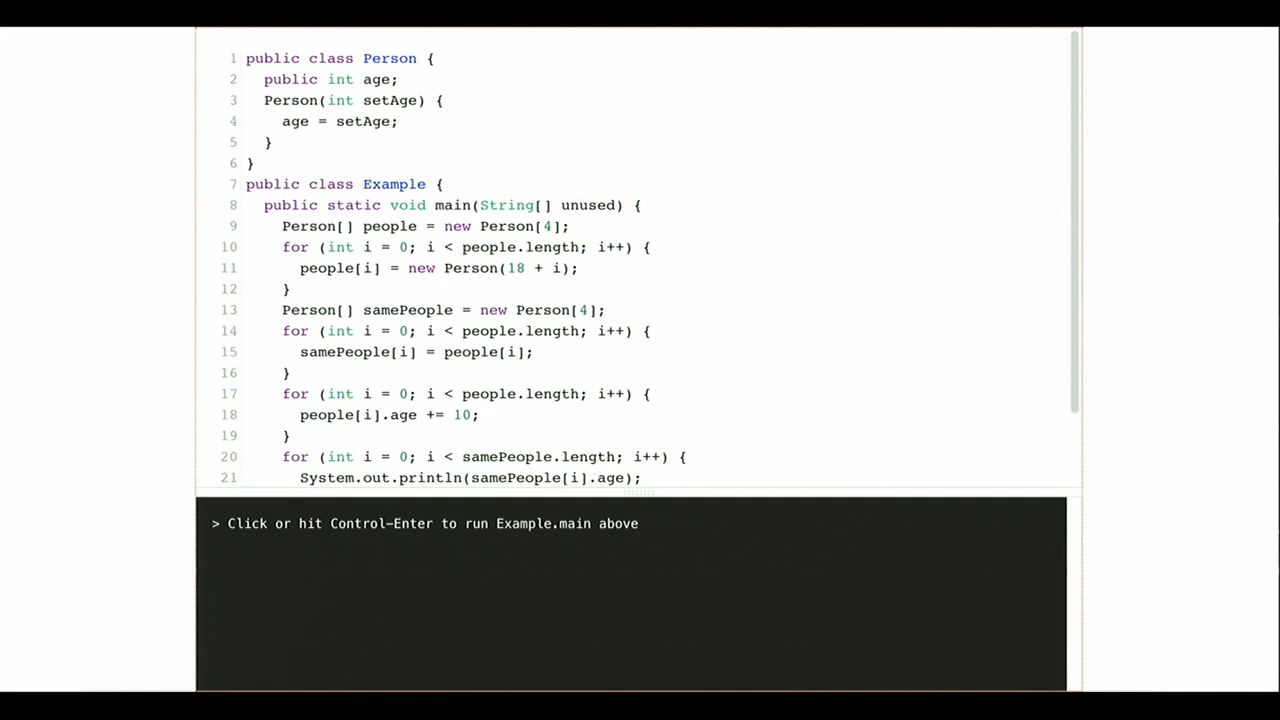 1 public class Person {
2   public int age;
3   Person(int setAge) {
4     age = setAge;
5   }
6 }
7 public class Example {
8   public static void main(String[] unused) {
9     Person[] people = new Person[4];
10     for (int i = 0; i < people.length; i++) {
11       people[i] = new Person(18 + i);
12     }
13     Person[] samePeople = new Person[4];
14     for (int i = 0; i < people.length; i++) {
15       samePeople[i] = people[i];
16     }
17     for (int i = 0; i < people.length; i++) {
18       people[i].age += 10;
19     }
20     for (int i = 0; i < samePeople.length; i++) {
21       System.out.println(samePeople[i].age);
> Click or hit Control-Enter to run Example.main above